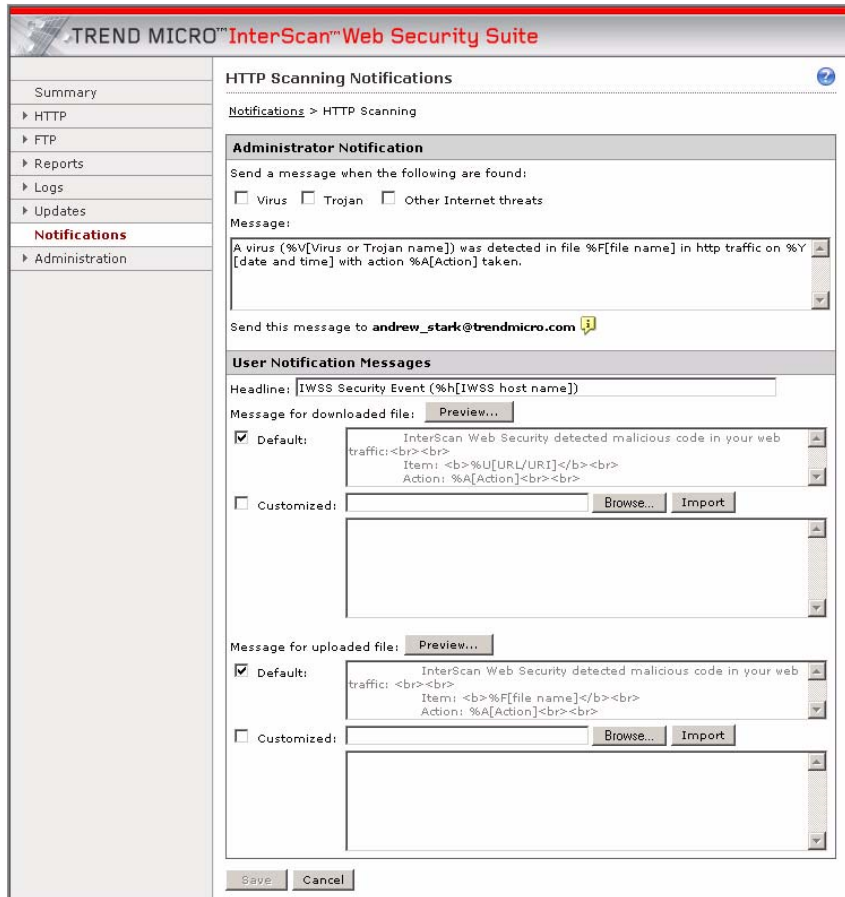 TREND MICRO™ InterScan™ Web Security Suite
Summary
HTTP
FTP
Reports
Logs
Updates
Notifications
Administration
HTTP Scanning Notifications
?
Notifications > HTTP Scanning
Administrator Notification
Send a message when the following are found:
Virus Trojan Other Internet threats
Message:
A virus (%V[Virus or Trojan name]) was detected in file %F[file name] in http traffic on %Y
[date and time] with action %A[Action] taken.
Send this message to andrew_stark@trendmicro.com
User Notification Messages
Headline: IWSS Security Event (%h[IWSS host name])
Message for downloaded file: Preview...
Default: InterScan Web Security detected malicious code in your web
traffic:<br><br>
Item: <b>%U[URL/URI]</b><br>
Action: %A[Action]<br><br>
Customized: Browse... Import
Message for uploaded file: Preview...
Default: InterScan Web Security detected malicious code in your web
traffic: <br><br>
Item: <b>%F[file name]</b><br>
Action: %A[Action]<br><br>
Customized: Browse... Import
Save Cancel